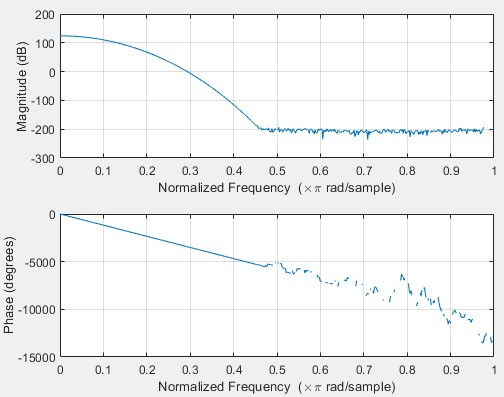 200
100
0
-100
-200
-300
Magnitude (dB)
0 0.1 0.2 0.3 0.4 0.5 0.6 0.7 0.8 0.9 1
Normalized Frequency (×π rad/sample)
0
-5000
-10000
-15000
Phase (degrees)
0 0.1 0.2 0.3 0.4 0.5 0.6 0.7 0.8 0.9 1
Normalized Frequency (×π rad/sample)